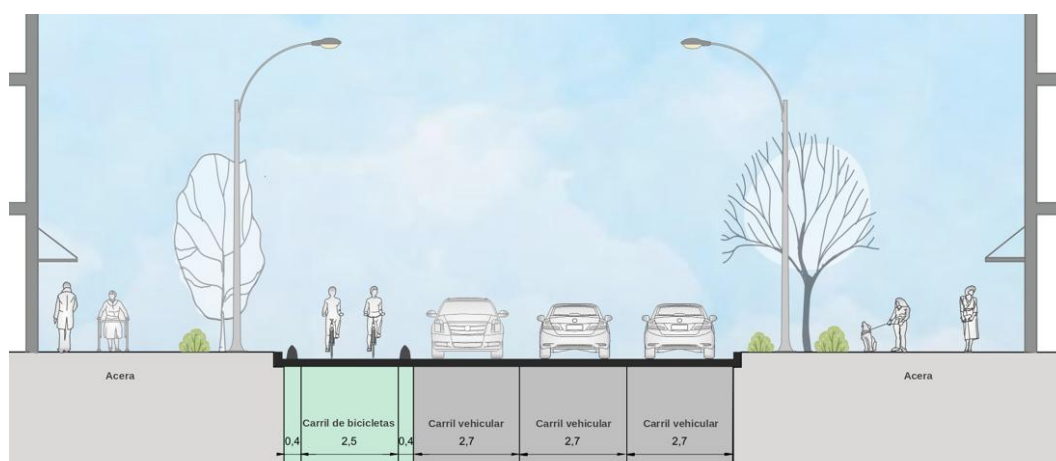 Acera
Carril de bicicletas
Carril vehicular
Carril vehicular
Carril vehicular
Acera
0,4
2,5
0,4
2,7
2,7
2,7